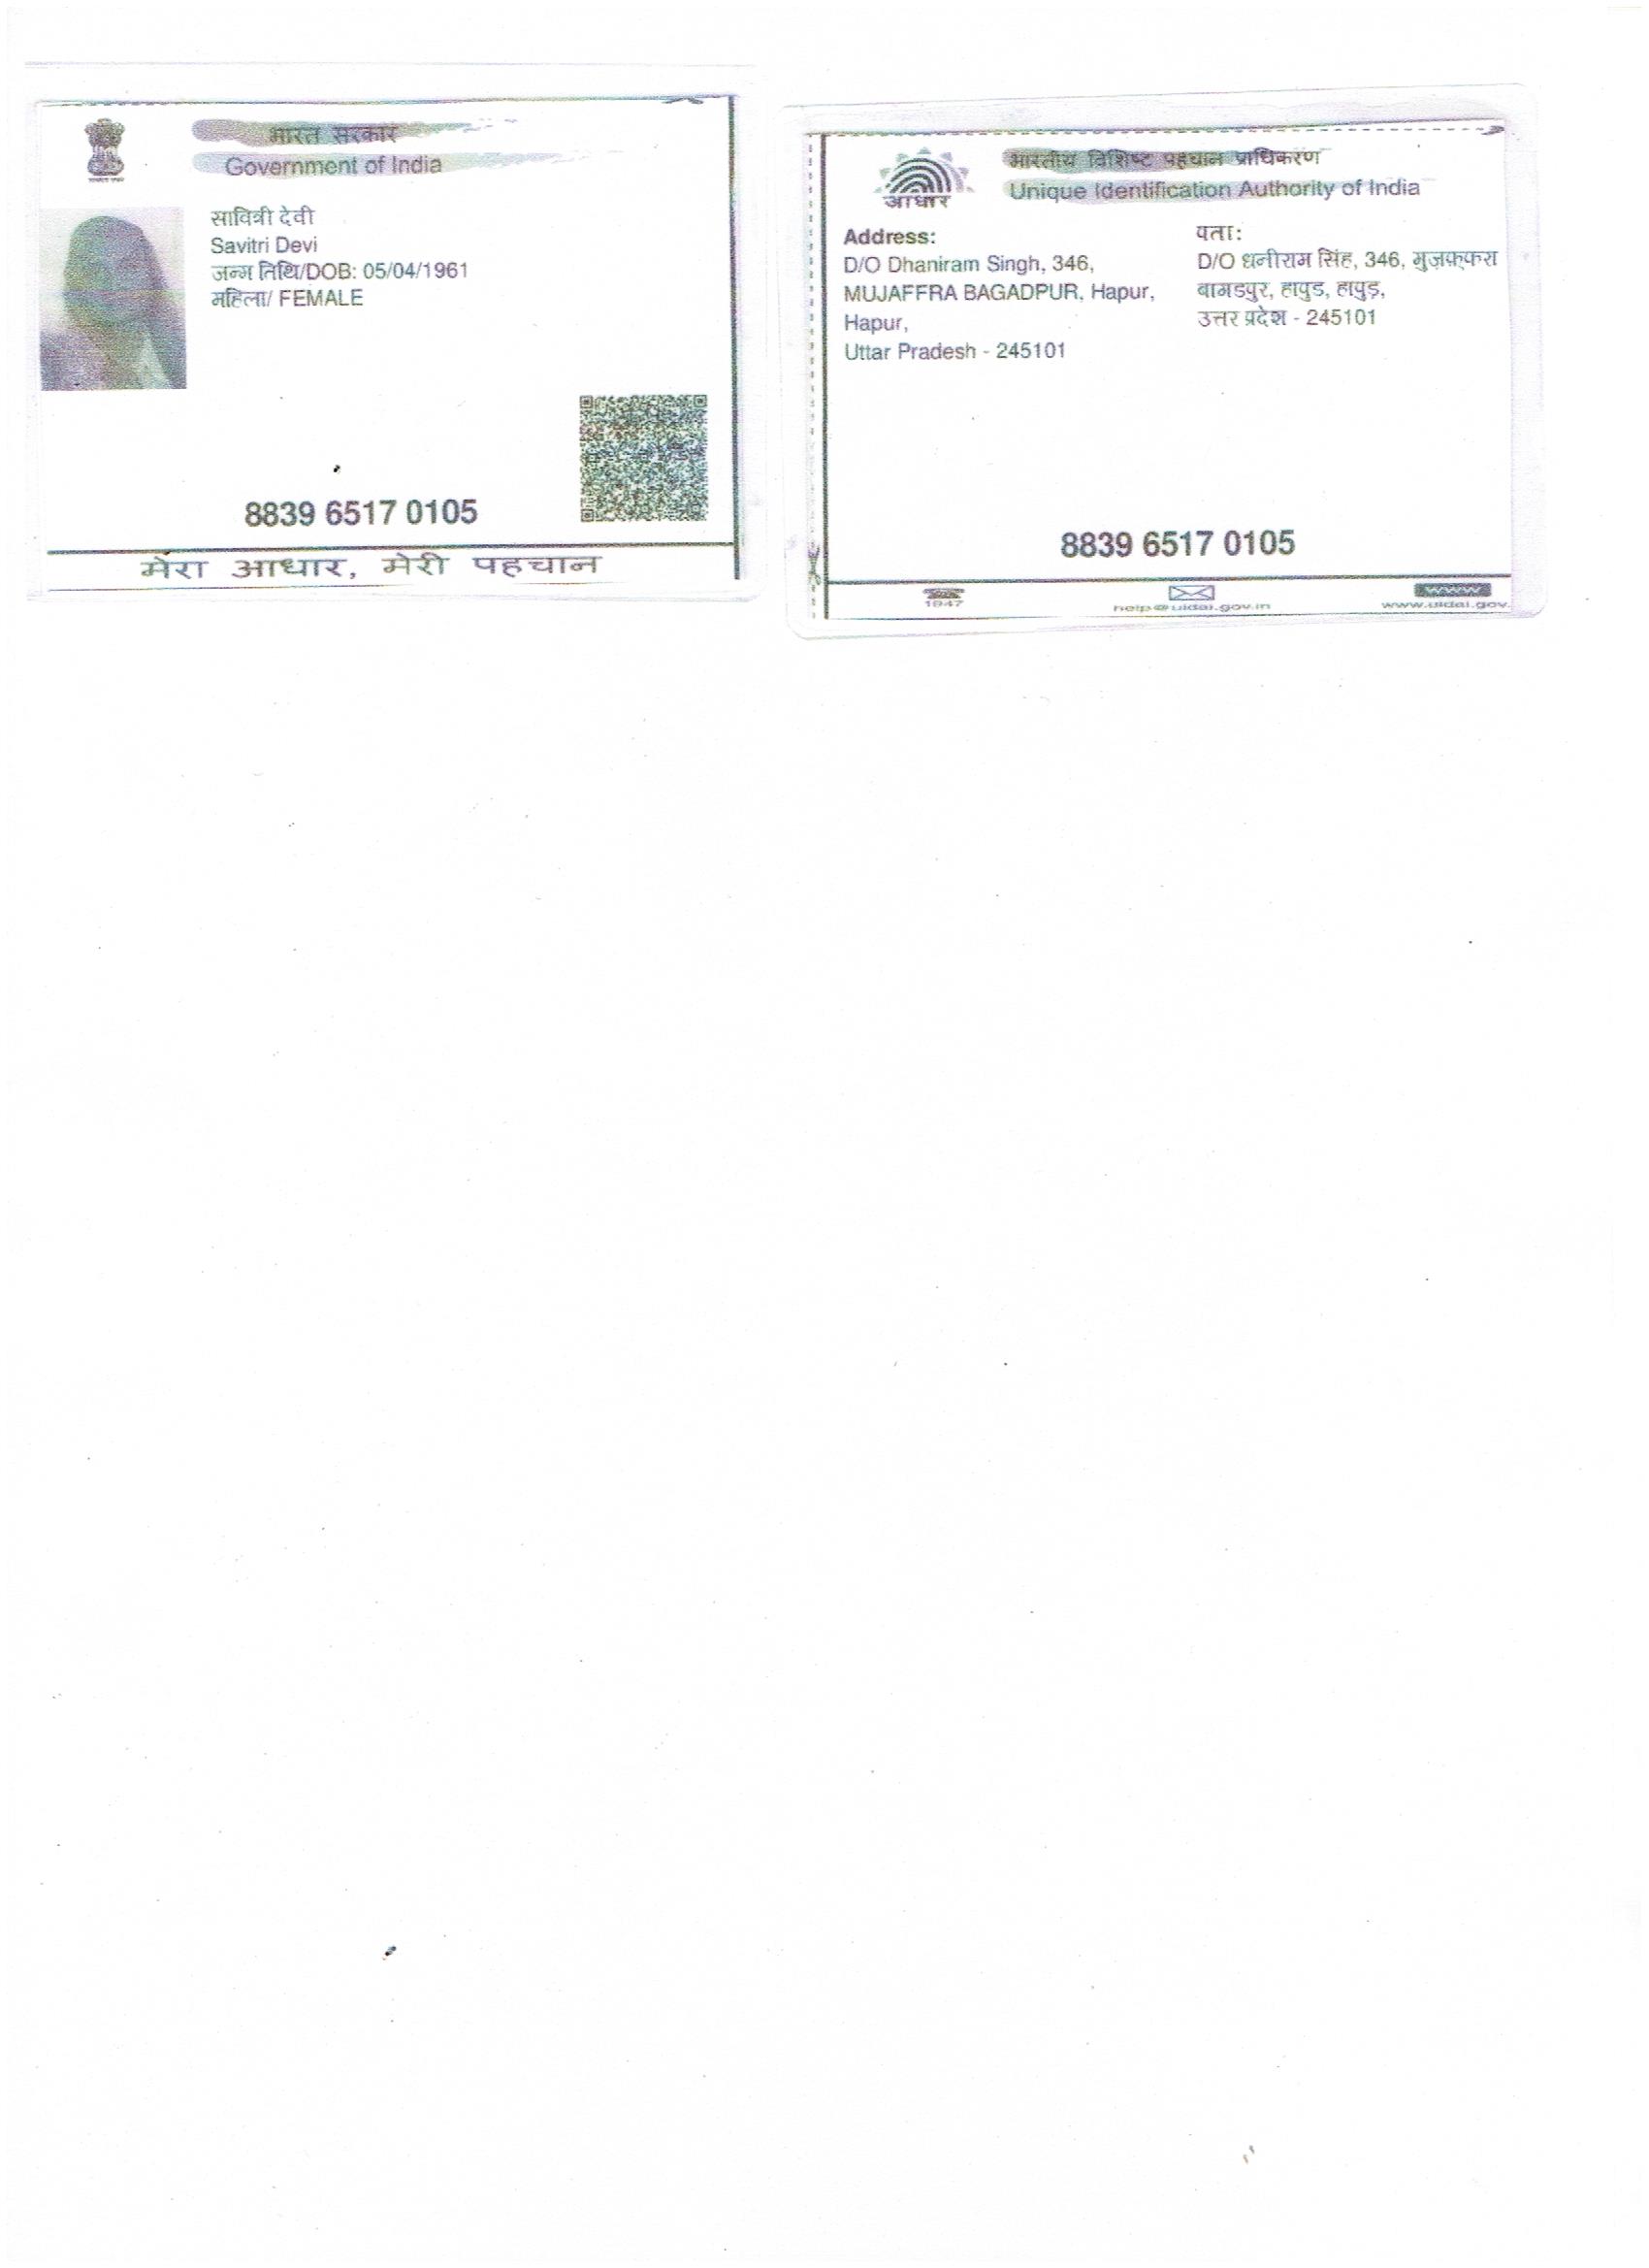 भारत सरकार
Government of India
सावित्री देवी
Savitri Devi
जन्म तिथि/DOB: 05/04/1961
महिला/ FEMALE
8839 6517 0105
मेरा आधार, मेरी पहचान
भारतीय विशिष्ट पहचान प्राधिकरण
Unique Identification Authority of India
आधार
Address:
D/O Dhaniram Singh, 346,
MUJAFFRA BAGADPUR, Hapur,
Hapur,
Uttar Pradesh - 245101
पता:
D/O धनीराम सिंह, 346, मुज़फ़्फरा
बागडपुर, हापुड, हापुड़,
उत्तर प्रदेश - 245101
8839 6517 0105
1947
help@uidai.gov.in
www
www.uidai.gov.